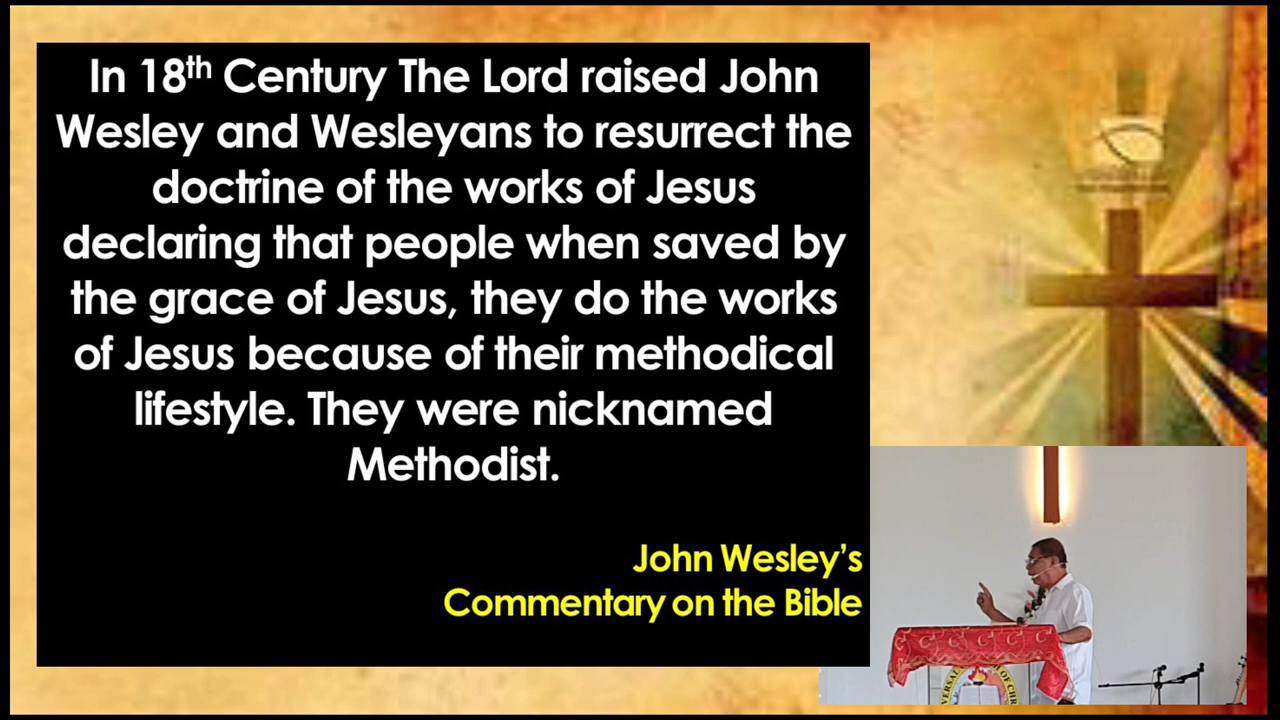 In 18th Century The Lord raised John
Wesley and Wesleyans to resurrect the
doctrine of the works of Jesus
declaring that people when saved by
the grace of Jesus, they do the works
of Jesus because of their methodical
lifestyle. They were nicknamed
Methodist.
John Wesley’s
Commentary on the Bible